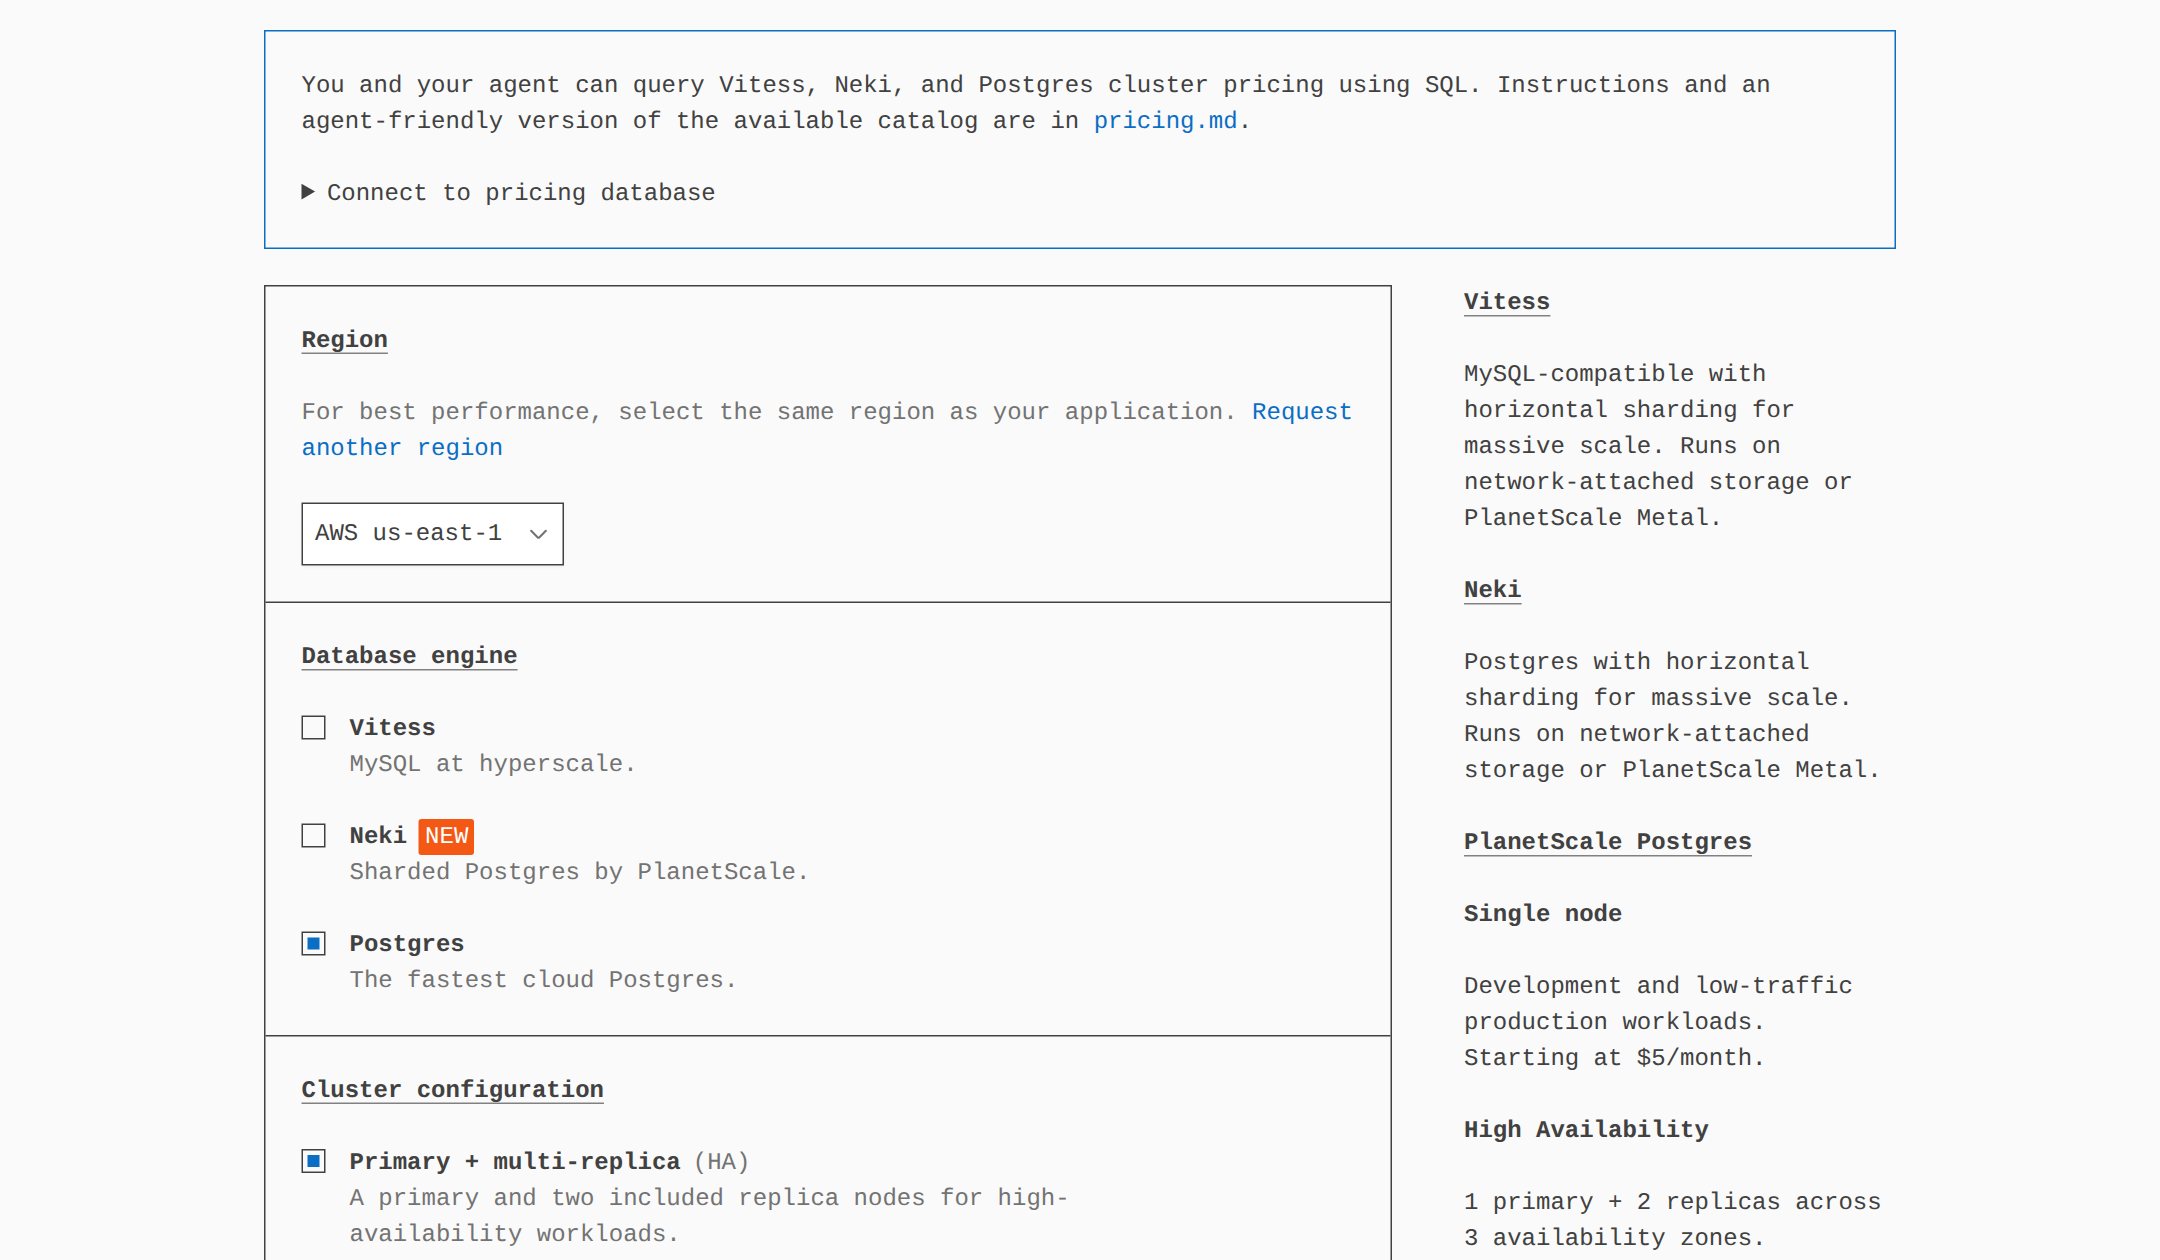 You and your agent can query Vitess, Neki, and Postgres cluster pricing using SQL. Instructions and an
agent-friendly version of the available catalog are in pricing.md.
Connect to pricing database
Region
For best performance, select the same region as your application. Request
another region
AWS us-east-1
Database engine
Vitess
MySQL at hyperscale.
Neki NEW
Sharded Postgres by PlanetScale.
Postgres
The fastest cloud Postgres.
Cluster configuration
Primary + multi-replica (HA)
A primary and two included replica nodes for high-
availability workloads.
Vitess
MySQL-compatible with
horizontal sharding for
massive scale. Runs on
network-attached storage or
PlanetScale Metal.
Neki
Postgres with horizontal
sharding for massive scale.
Runs on network-attached
storage or PlanetScale Metal.
PlanetScale Postgres
Single node
Development and low-traffic
production workloads.
Starting at $5/month.
High Availability
1 primary + 2 replicas across
3 availability zones.